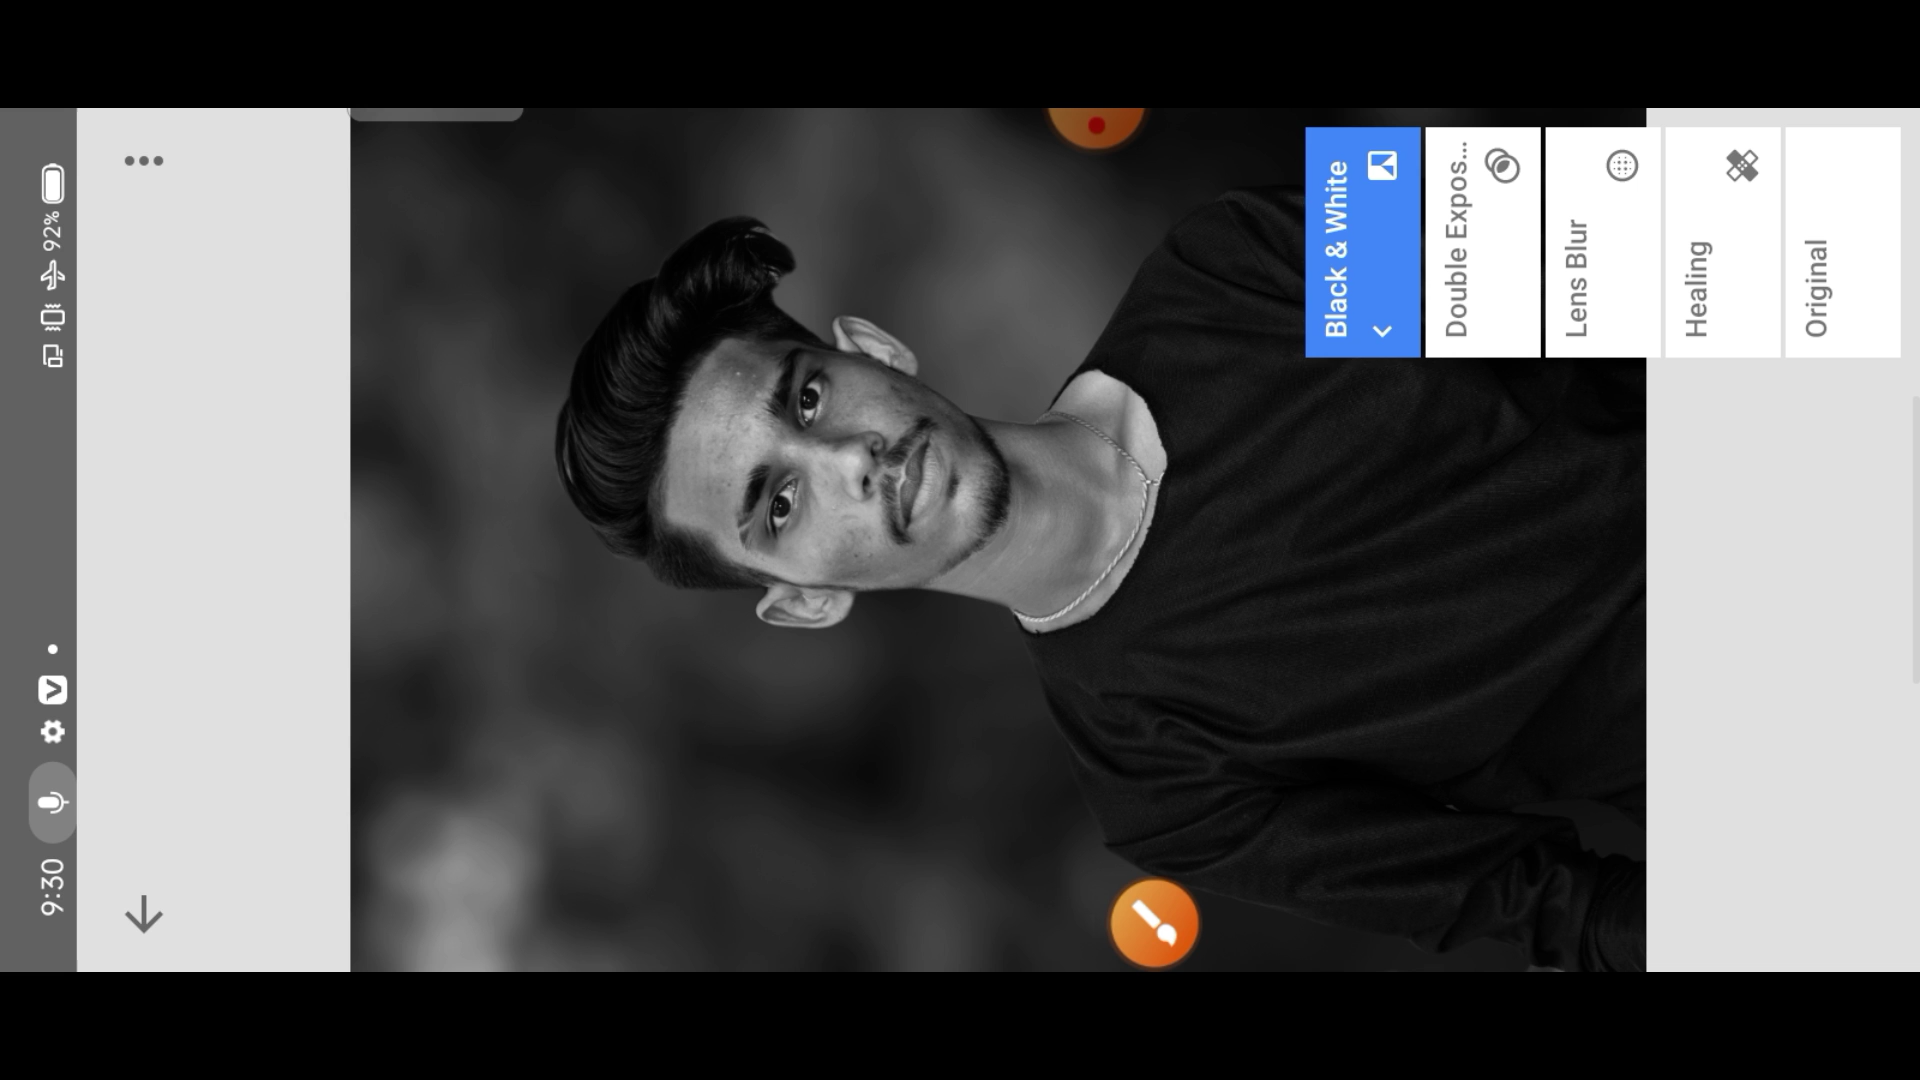 9:30
92%
Black & White
Double Expos...
Lens Blur
Healing
Original